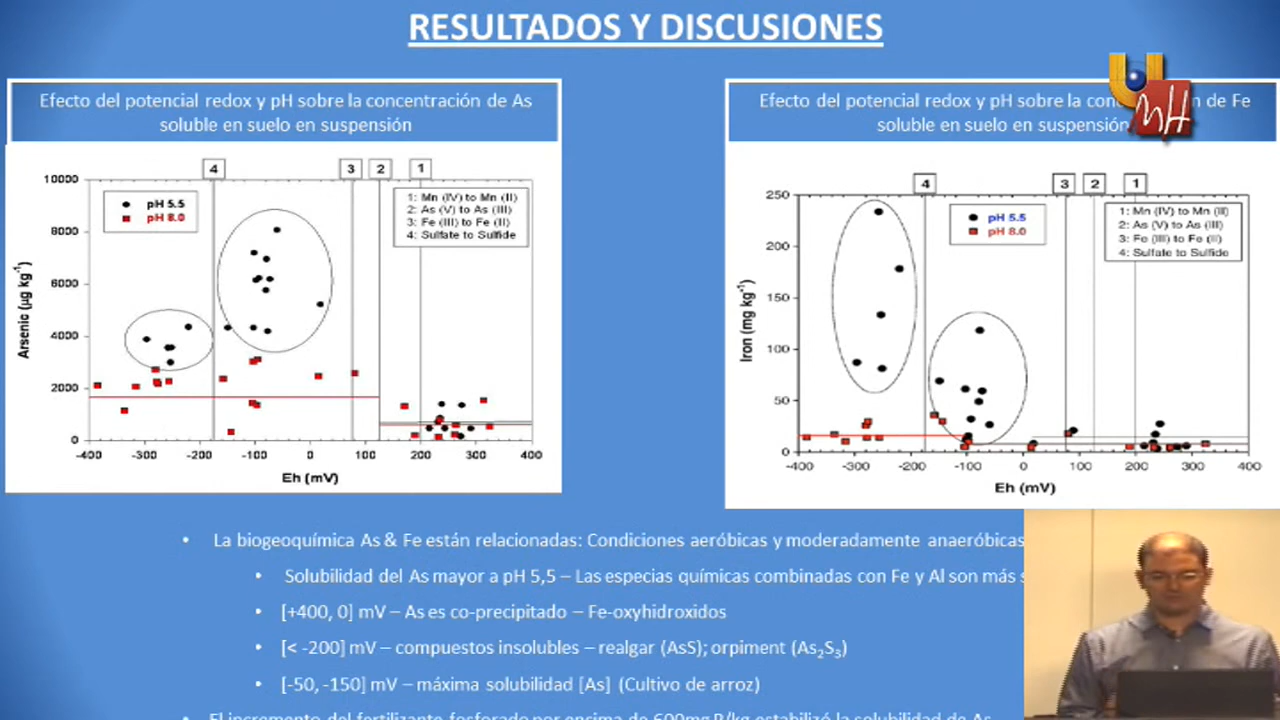 RESULTADOS Y DISCUSIONES
Efecto del potencial redox y pH sobre la concentración de As
soluble en suelo en suspensión
4
3
2
1
10000
8000
6000
4000
2000
0
Arsenic (µg kg⁻¹)
pH 5.5
pH 8.0
1: Mn (IV) to Mn (II)
2: As (V) to As (III)
3: Fe (III) to Fe (II)
4: Sulfate to Sulfide
-400 -300 -200 -100 0 100 200 300 400
Eh (mV)
Efecto del potencial redox y pH sobre la de Fe
soluble en suelo en suspensión
UMH
4
3
2
1
250
200
150
100
50
0
Iron (mg kg⁻¹)
pH 5.5
pH 8.0
1: Mn (IV) to Mn (II)
2: As (V) to As (III)
3: Fe (III) to Fe (II)
4: Sulfate to Sulfide
-400 -300 -200 -100 0 100 200 300 400
Eh (mV)
• La biogeoquímica As & Fe están relacionadas: Condiciones aeróbicas y moderadamente anaeróbicas
• Solubilidad del As mayor a pH 5,5 – Las especias químicas combinadas con Fe y Al son más
• [+400, 0] mV – As es co-precipitado – Fe-oxyhidroxidos
• [< -200] mV – compuestos insolubles – realgar (AsS); orpiment (As₂S₃)
• [-50, -150] mV – máxima solubilidad [As] (Cultivo de arroz)
• El incremento del fertilizante fosforado por encima de 600mg P/kg estabilizó la solubilidad de As